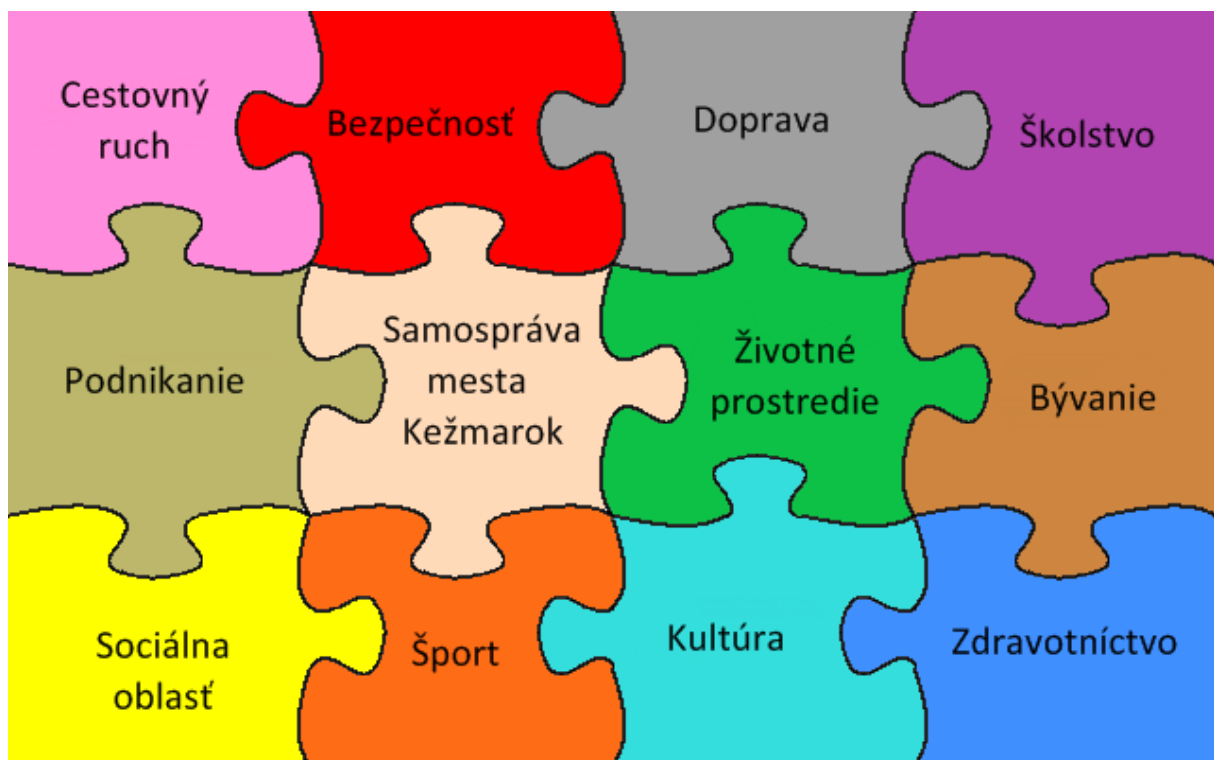 Cestovný
ruch
Bezpečnosť
Doprava
Školstvo
Podnikanie
Samospráva
mesta
Kežmarok
Životné
prostredie
Bývanie
Sociálna
oblasť
Šport
Kultúra
Zdravotníctvo